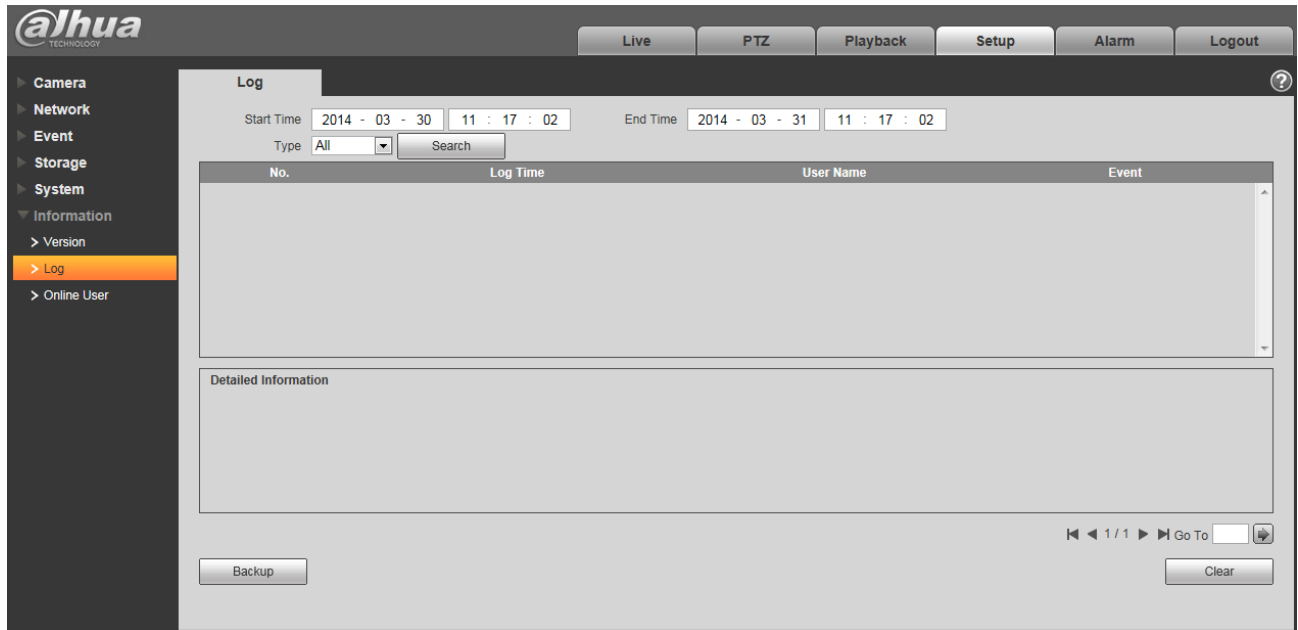 alhua
TECHNOLOGY
Live PTZ Playback Setup Alarm Logout
Camera
Network
Event
Storage
System
Information
> Version
> Log
> Online User
Log
?
Start Time 2014 - 03 - 30 11 : 17 : 02 End Time 2014 - 03 - 31 11 : 17 : 02
Type All Search
No. Log Time User Name Event
Detailed Information
1 / 1 Go To
Backup Clear